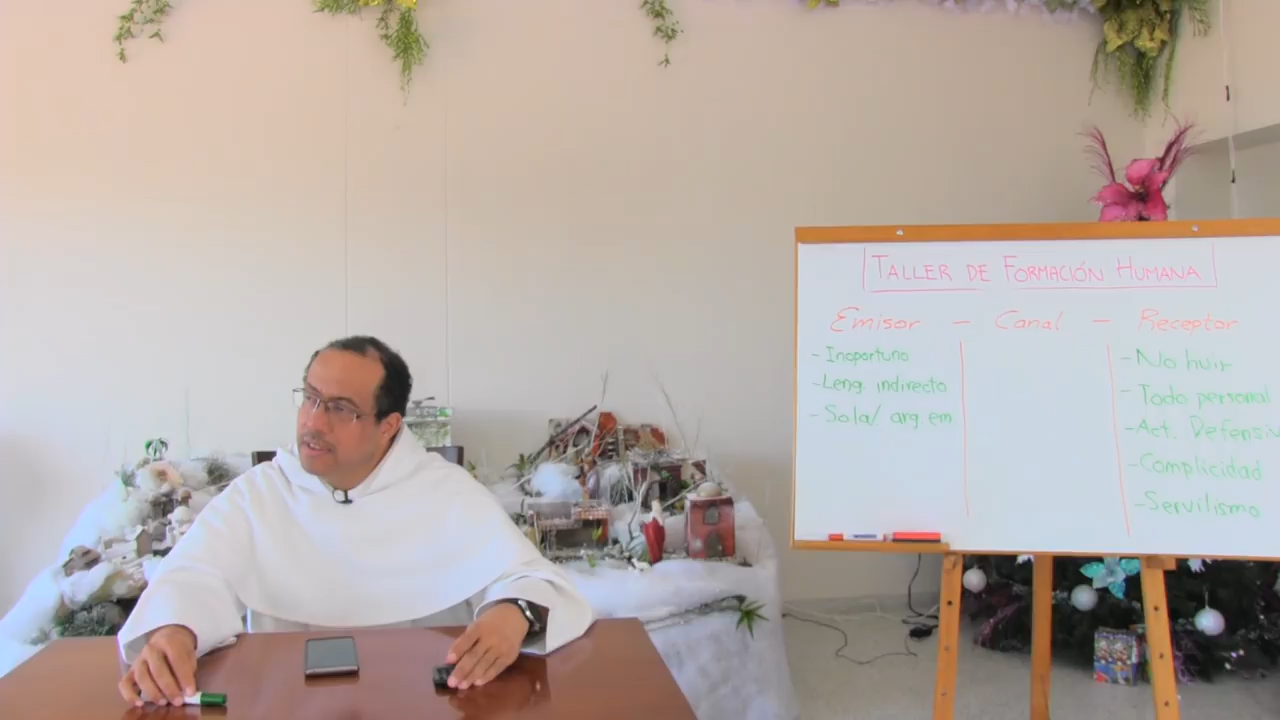 TALLER DE FORMACIÓN HUMANA
Emisor - Canal - Receptor
- Inoportuno
- Leng. indirecto
- Sola/ arg em
- No huir
- Todo personal
- Act. Defensiv
- Complicidad
- Servilismo